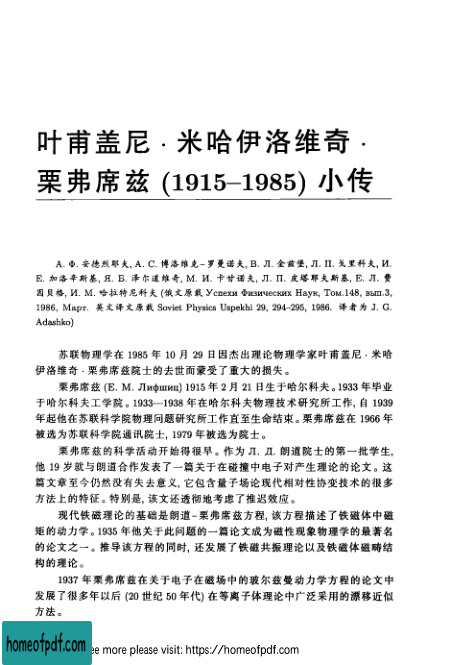 叶甫盖尼·米哈伊洛维奇·
栗弗席兹 (1915–1985) 小传
А. Ф. 安德烈耶夫, А. С. 博洛维克–罗曼诺夫, В. Л. 金兹堡, Л. П. 戈里科夫, И.
Е. 加洛辛斯基, Я. Б. 泽尔道维奇, М. И. 卡甘诺夫, Л. П. 皮塔耶夫斯基, Е. Л. 费
因贝格, И. М. 哈拉特尼科夫 (俄文原载 Успехи Физических Наук, Том.148, вып.3,
1986, Март. 英文译文原载 Soviet Physics Uspekhi 29, 294–295, 1986. 译者为 J. G.
Adashko)
苏联物理学在 1985 年 10 月 29 日因杰出理论物理学家叶甫盖尼·米哈
伊洛维奇·栗弗席兹院士的去世而蒙受了重大的损失。
栗弗席兹 (Е. М. Лифшиц) 1915 年 2 月 21 日生于哈尔科夫。1933 年毕业
于哈尔科夫工学院。1933—1938 年在哈尔科夫物理技术研究所工作, 自 1939
年起他在苏联科学院物理问题研究所工作直至生命结束。栗弗席兹在 1966 年
被选为苏联科学院通讯院士, 1979 年被选为院士。
栗弗席兹的科学活动开始得很早。作为 Л. Д. 朗道院士的第一批学生,
他 19 岁就与朗道合作发表了一篇关于在碰撞中电子对产生理论的论文。这
篇文章至今仍然没有失去意义, 它包含量子场论现代相对性协变技术的很多
方法上的特征。特别是, 该文还透彻地考虑了推迟效应。
现代铁磁理论的基础是朗道–栗弗席兹方程, 该方程描述了铁磁体中磁
矩的动力学。1935 年他关于此问题的一篇论文成为磁性现象物理学的最著名
的论文之一。推导该方程的同时, 还发展了铁磁共振理论以及铁磁体磁畴结
构的理论。
1937 年栗弗席兹在关于电子在磁场中的玻尔兹曼动力学方程的论文中
发展了很多年以后 (20 世纪 50 年代) 在等离子体理论中广泛采用的漂移近似
方法。
homeofpdf.com
ee more please visit: https://homeofpdf.com